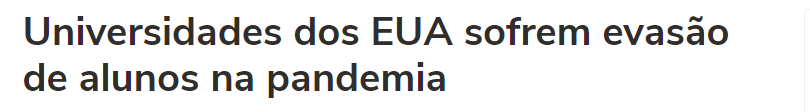 Universidades dos EUA sofrem evasão
de alunos na pandemia